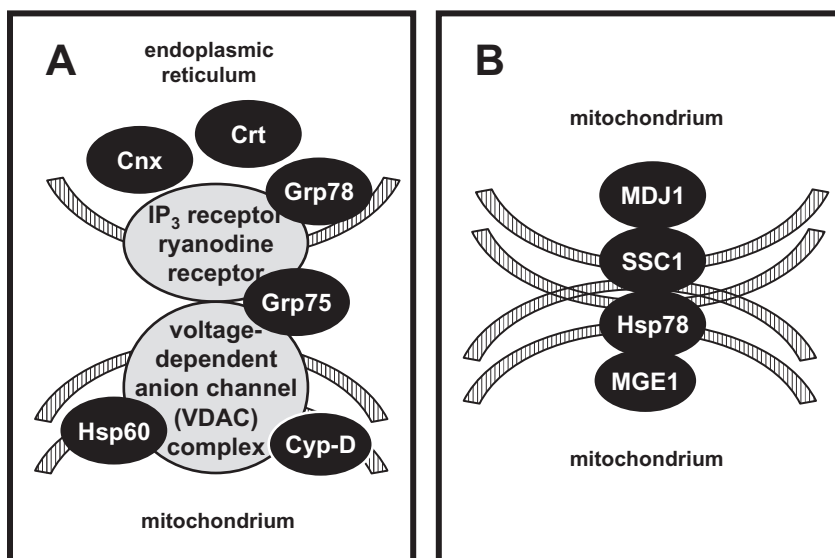 A
endoplasmic
reticulum
Crt
Cnx
Grp78
IP₃ receptor
ryanodine
receptor
Grp75
voltage-
dependent
anion channel
(VDAC)
complex
Hsp60
Cyp-D
mitochondrium
B
mitochondrium
MDJ1
SSC1
Hsp78
MGE1
mitochondrium